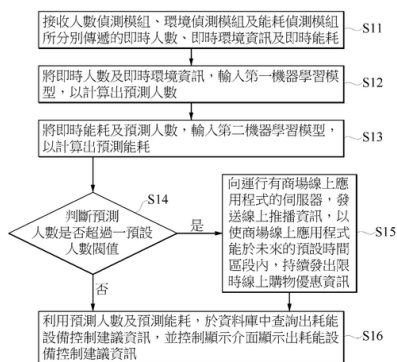 接收人數偵測模組、環境偵測模組及能耗偵測模組
所分別傳遞的即時人數、即時環境資訊及即時能耗
S11
將即時人數及即時環境資訊，輸入第一機器學習模
型，以計算出預測人數
S12
將即時能耗及預測人數，輸入第二機器學習模型，
以計算出預測能耗
S13
S14
判斷預測
人數是否超過一預設
人數閥值
是
否
向運行有商場線上應
用程式的伺服器，發
送線上推播資訊，以
使商場線上應用程式
能於未來的預設時間
區段內，持續發出限
時線上購物優惠資訊
S15
利用預測人數及預測能耗，於資料庫中查詢出耗能
設備控制建議資訊，並控制顯示介面顯示出耗能設
備控制建議資訊
S16